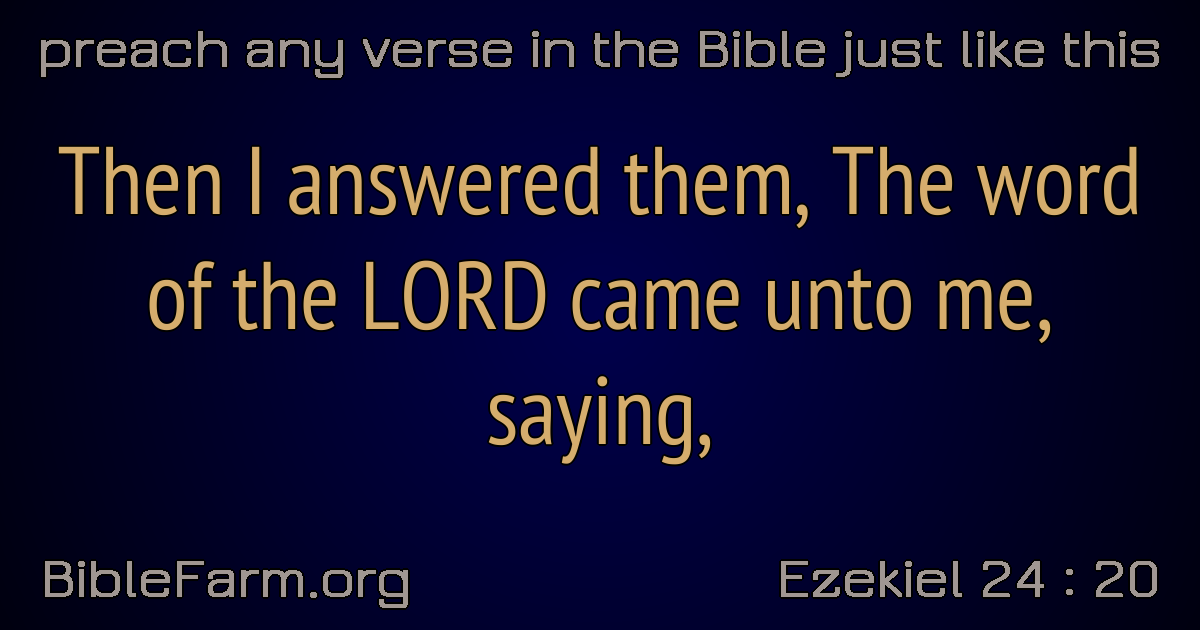 preach any verse in the Bible just like this
Then I answered them, The word
of the LORD came unto me,
saying,
BibleFarm.org
Ezekiel 24 : 20